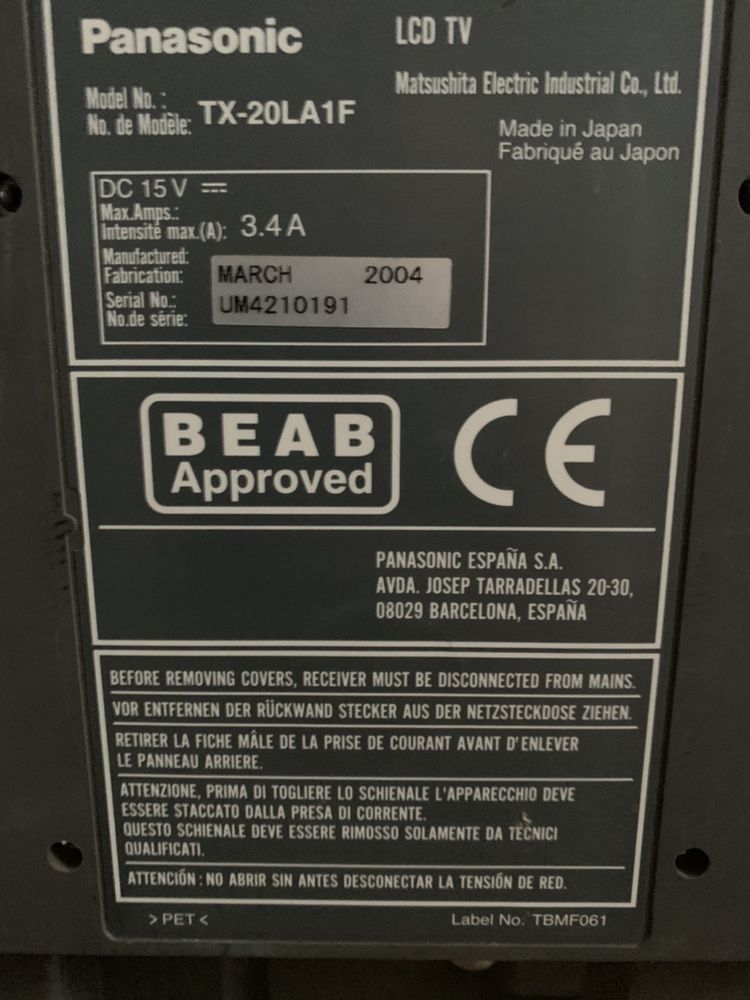 Panasonic LCD TV
Matsushita Electric Industrial Co., Ltd.
Model No. :
No. de Modèle: TX-20LA1F
Made in Japan
Fabriqué au Japon
DC 15 V ⎓
Max.Amps.:
Intensité max.(A): 3.4 A
Manufactured:
Fabrication: MARCH 2004
Serial No.:
No.de série: UM4210191
BEAB
Approved
CE
PANASONIC ESPAÑA S.A.
AVDA. JOSEP TARRADELLAS 20-30,
08029 BARCELONA, ESPAÑA
BEFORE REMOVING COVERS, RECEIVER MUST BE DISCONNECTED FROM MAINS.
VOR ENTFERNEN DER RÜCKWAND STECKER AUS DER NETZSTECKDOSE ZIEHEN.
RETIRER LA FICHE MÂLE DE LA PRISE DE COURANT AVANT D'ENLEVER
LE PANNEAU ARRIERE.
ATTENZIONE, PRIMA DI TOGLIERE LO SCHIENALE L'APPARECCHIO DEVE
ESSERE STACCATO DALLA PRESA DI CORRENTE.
QUESTO SCHIENALE DEVE ESSERE RIMOSSO SOLAMENTE DA TECNICI
QUALIFICATI.
ATTENCIÓN : NO ABRIR SIN ANTES DESCONECTAR LA TENSIÓN DE RED.
> PET < Label No. TBMF061